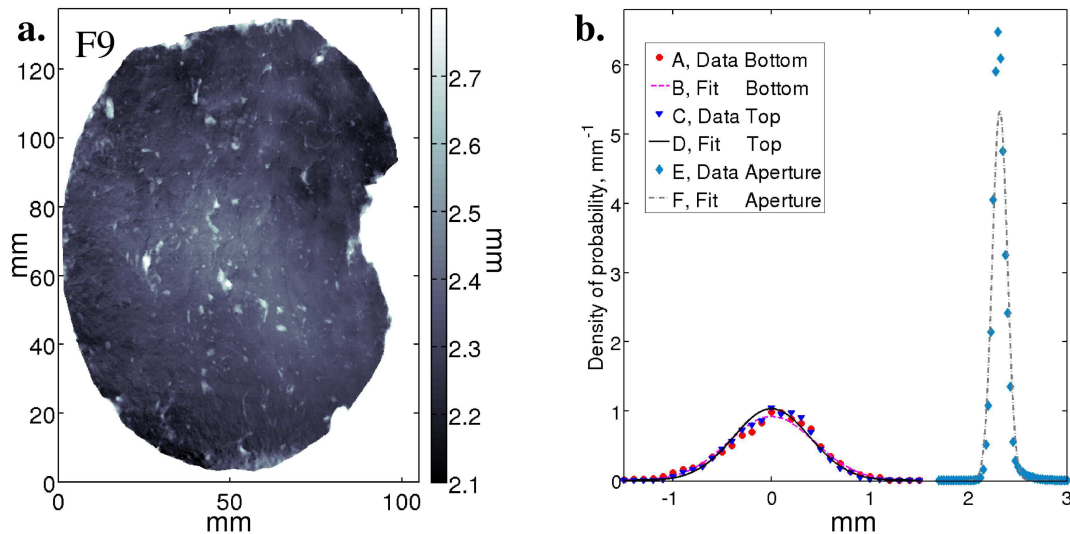 a.
F9
120
100
80
60
40
20
0
mm
0
50
100
mm
2.7
2.6
2.5
2.4
2.3
2.2
2.1
mm
b.
A, Data Bottom
B, Fit Bottom
C, Data Top
D, Fit Top
E, Data Aperture
F, Fit Aperture
6
5
4
3
2
1
0
Density of probability, mm⁻¹
-1
0
1
2
3
mm